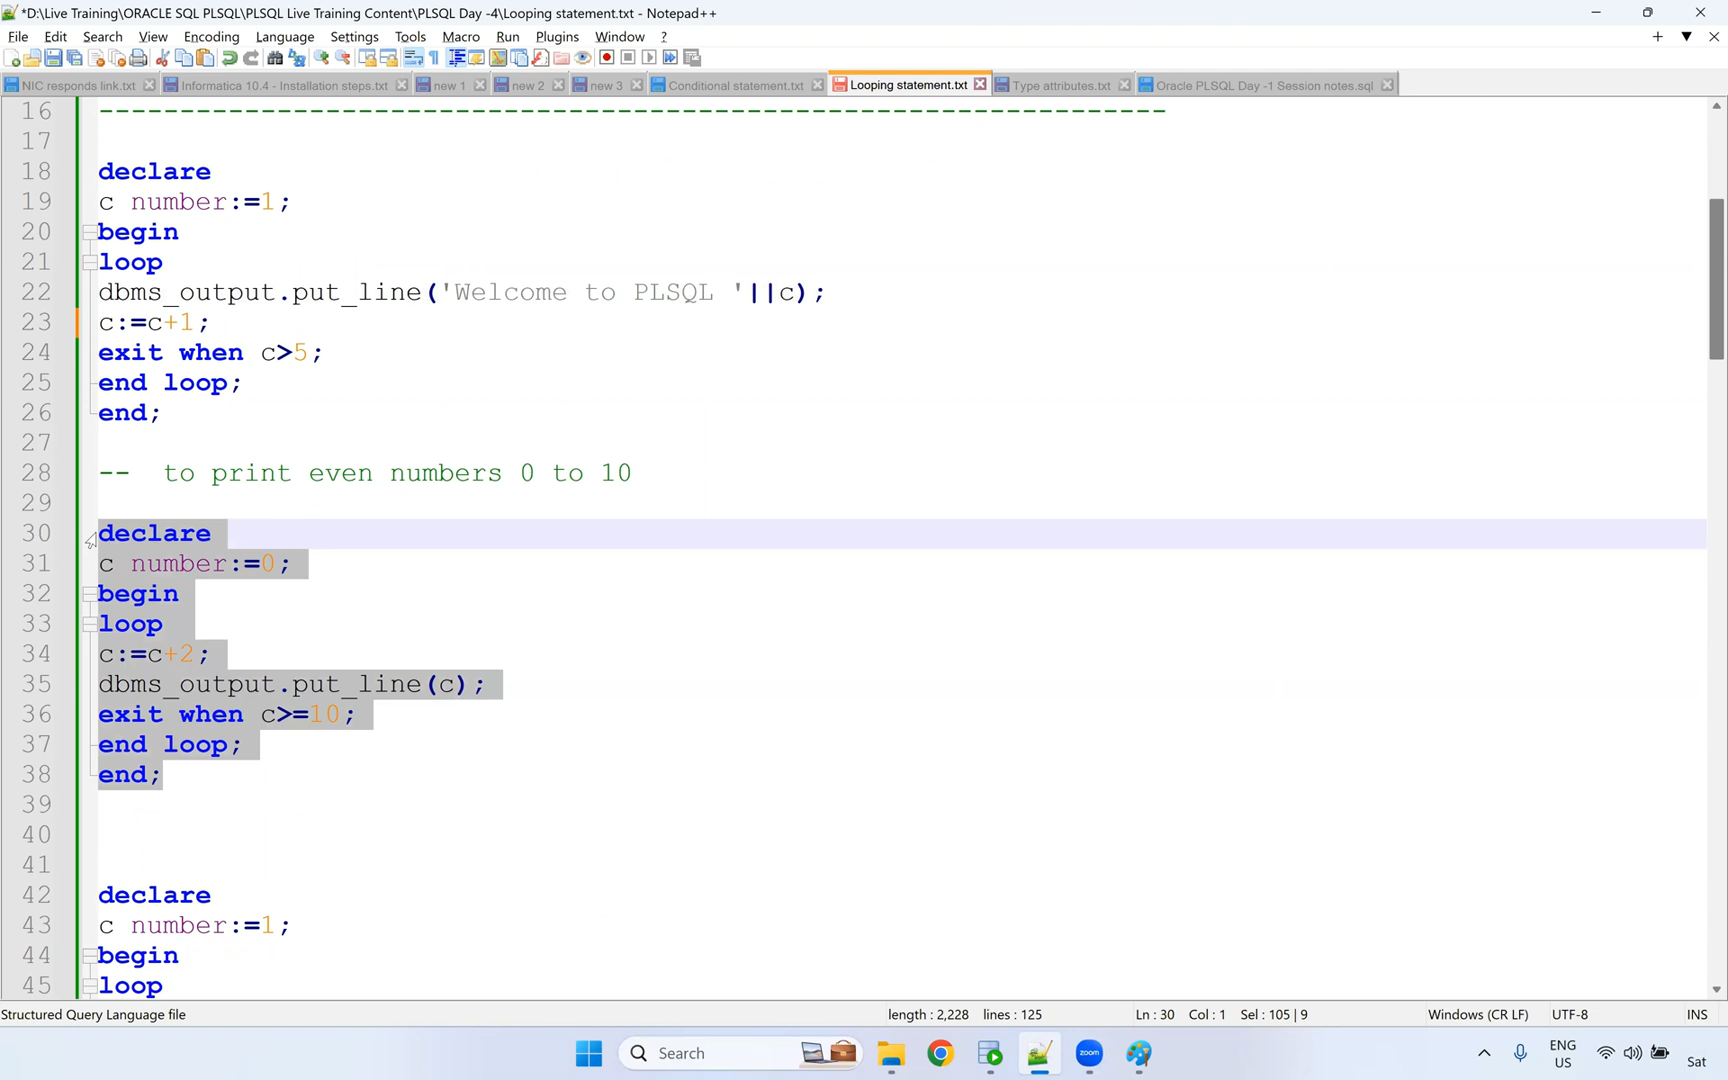 *D:\Live Training\ORACLE SQL PLSQL\PLSQL Live Training Content\PLSQL Day -4\Looping statement.txt - Notepad++
File Edit Search View Encoding Language Settings Tools Macro Run Plugins Window ?
NIC responds link.txt Informatica 10.4 - Installation steps.txt new 1 new 2 new 3 Conditional statement.txt Looping statement.txt Type attributes.txt Oracle PLSQL Day -1 Session notes.sql
16 ------------------------------------------------------------------
17
18 declare
19 c number:=1;
20 begin
21 loop
22 dbms_output.put_line('Welcome to PLSQL '||c);
23 c:=c+1;
24 exit when c>5;
25 end loop;
26 end;
27
28 --  to print even numbers 0 to 10
29
30 declare
31 c number:=0;
32 begin
33 loop
34 c:=c+2;
35 dbms_output.put_line(c);
36 exit when c>=10;
37 end loop;
38 end;
39
40
41
42 declare
43 c number:=1;
44 begin
45 loop
Structured Query Language file length : 2,228 lines : 125 Ln : 30 Col : 1 Sel : 105 | 9 Windows (CR LF) UTF-8 INS
Search zoom ENG US Sat